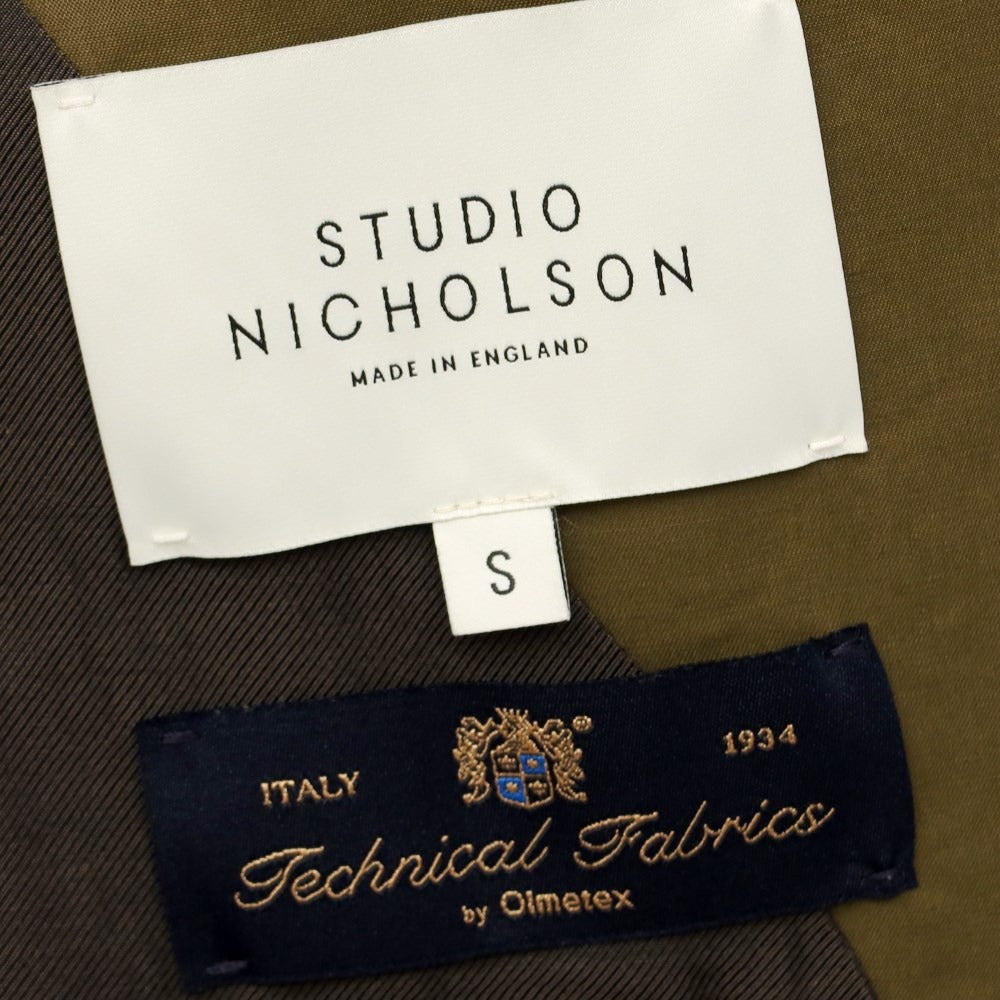 STUDIO
NICHOLSON
MADE IN ENGLAND
S
®
ITALY 1934
Technical Fabrics
by Olmetex